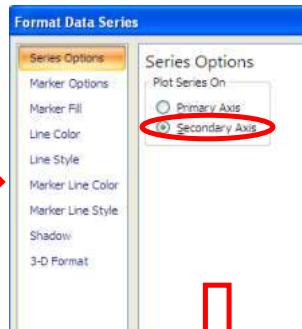 Format Data Series
Series Options
Marker Options
Marker Fill
Line Color
Line Style
Marker Line Color
Marker Line Style
Shadow
3-D Format
Series Options
Plot Series On
Primary Axis
Secondary Axis